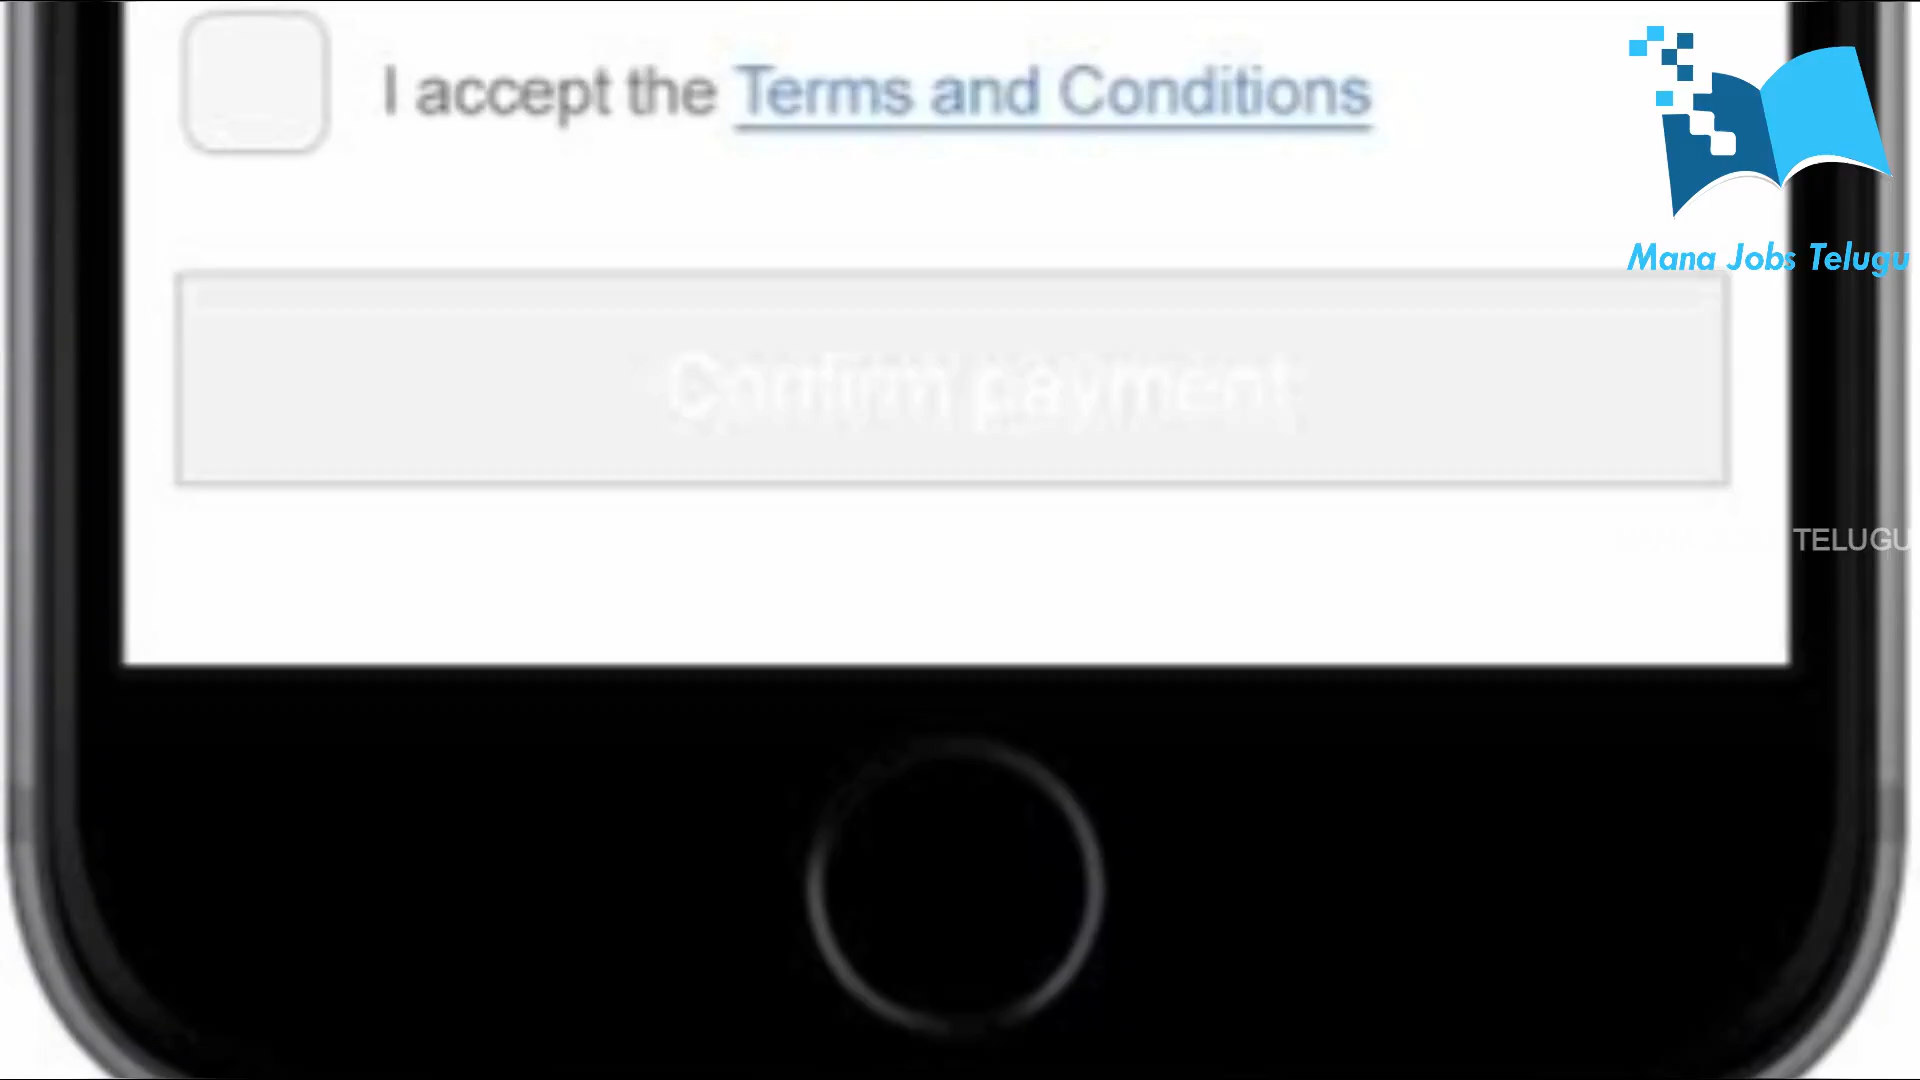 I accept the Terms and Conditions
Mana Jobs Telugu
Confirm payment
TELUGU